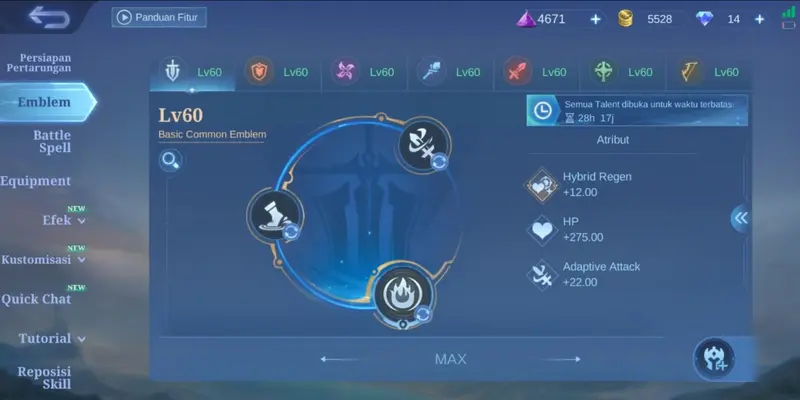 Panduan Fitur
4671
5528
14
Persiapan
Pertarungan
Emblem
Battle
Spell
Equipment
NEW
Efek
NEW
Kustomisasi
NEW
Quick Chat
Tutorial
Reposisi
Skill
Lv60
Lv60
Lv60
Lv60
Lv60
Lv60
Lv60
Lv60
Basic Common Emblem
Semua Talent dibuka untuk waktu terbatas:
28h 17j
Atribut
Hybrid Regen
+12.00
HP
+275.00
Adaptive Attack
+22.00
MAX